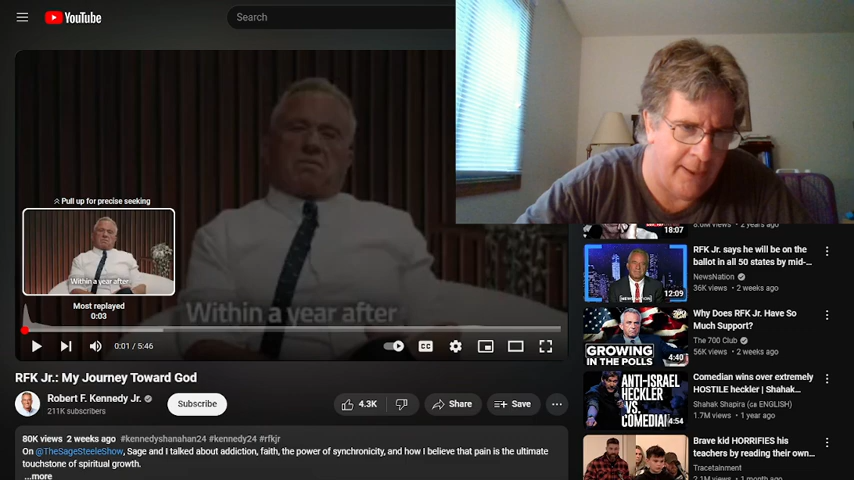 YouTube
Search
Pull up for precise seeking
Within a year after
Most replayed
0:03
Within a year after
0:01 / 5:46
CC
RFK Jr.: My Journey Toward God
Robert F. Kennedy Jr.
211K subscribers
Subscribe
4.3K
Share
Save
80K views 2 weeks ago #kennedyshanahan24 #kennedy24 #rfkjr
On @TheSageSteeleShow, Sage and I talked about addiction, faith, the power of synchronicity, and how I believe that pain is the ultimate
touchstone of spiritual growth.
...more
18:07
8.0M views • 2 years ago
12:09
RFK Jr. says he will be on the
ballot in all 50 states by mid-...
NewsNation
36K views • 2 weeks ago
GROWING
IN THE POLLS
4:40
Why Does RFK Jr. Have So
Much Support?
The 700 Club
56K views • 2 weeks ago
ANTI-ISRAEL
HECKLER
VS.
COMEDIAN
4:54
Comedian wins over extremely
HOSTILE heckler | Shahak...
Shahak Shapira (ENGLISH)
1.7M views • 1 year ago
Brave kid HORRIFIES his
teachers by reading their own...
Tracetainment
2.1M views • 1 month ago